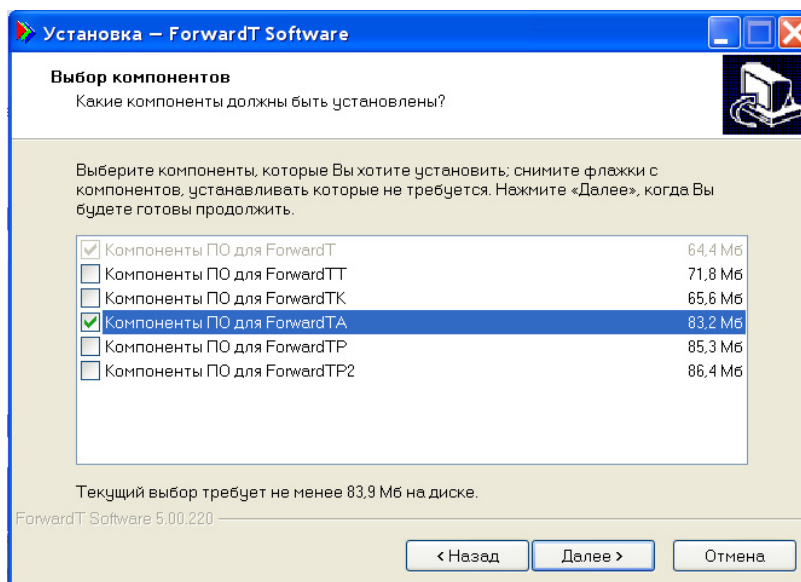 Установка – ForwardT Software
Выбор компонентов
Какие компоненты должны быть установлены?
Выберите компоненты, которые Вы хотите установить; снимите флажки с
компонентов, устанавливать которые не требуется. Нажмите «Далее», когда Вы
будете готовы продолжить.
Компоненты ПО для ForwardT 64,4 Мб
Компоненты ПО для ForwardTT 71,8 Мб
Компоненты ПО для ForwardTK 65,6 Мб
Компоненты ПО для ForwardTA 83,2 Мб
Компоненты ПО для ForwardTP 85,3 Мб
Компоненты ПО для ForwardTP2 86,4 Мб
Текущий выбор требует не менее 83,9 Мб на диске.
ForwardT Software 5.00.220
< Назад Далее > Отмена